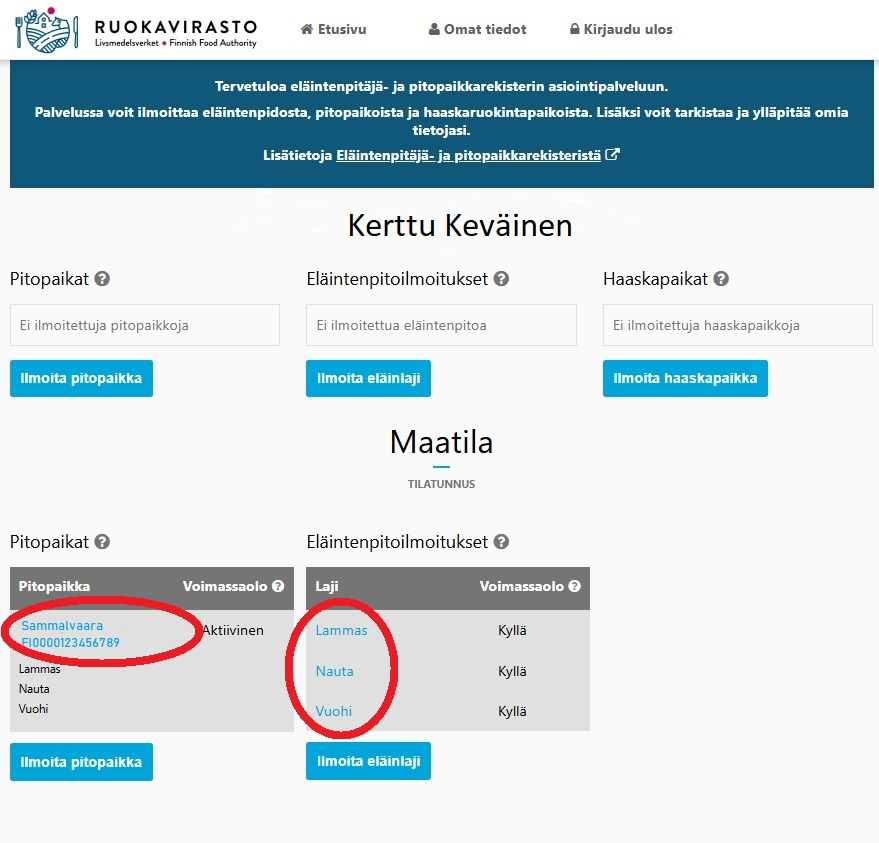 RUOKAVIRASTO
Livsmedelsverket • Finnish Food Authority
Etusivu
Omat tiedot
Kirjaudu ulos
Tervetuloa eläintenpitäjä- ja pitopaikkarekisterin asiointipalveluun.
Palvelussa voit ilmoittaa eläintenpidosta, pitopaikoista ja haaskaruokintapaikoista. Lisäksi voit tarkistaa ja ylläpitää omia
tietojasi.
Lisätietoja Eläintenpitäjä- ja pitopaikkarekisteristä
Kerttu Keväinen
Pitopaikat ?
Eläintenpitoilmoitukset ?
Haaskapaikat ?
Ei ilmoitettuja pitopaikkoja
Ei ilmoitettua eläintenpitoa
Ei ilmoitettuja haaskapaikkoja
Ilmoita pitopaikka
Ilmoita eläinlaji
Ilmoita haaskapaikka
Maatila
TILATUNNUS
Pitopaikat ?
Eläintenpitoilmoitukset ?
Pitopaikka Voimassaolo ?
Laji Voimassaolo ?
Sammalvaara
FI0000123456789
Aktiivinen
Lammas
Nauta
Vuohi
Lammas Kyllä
Nauta Kyllä
Vuohi Kyllä
Ilmoita pitopaikka
Ilmoita eläinlaji